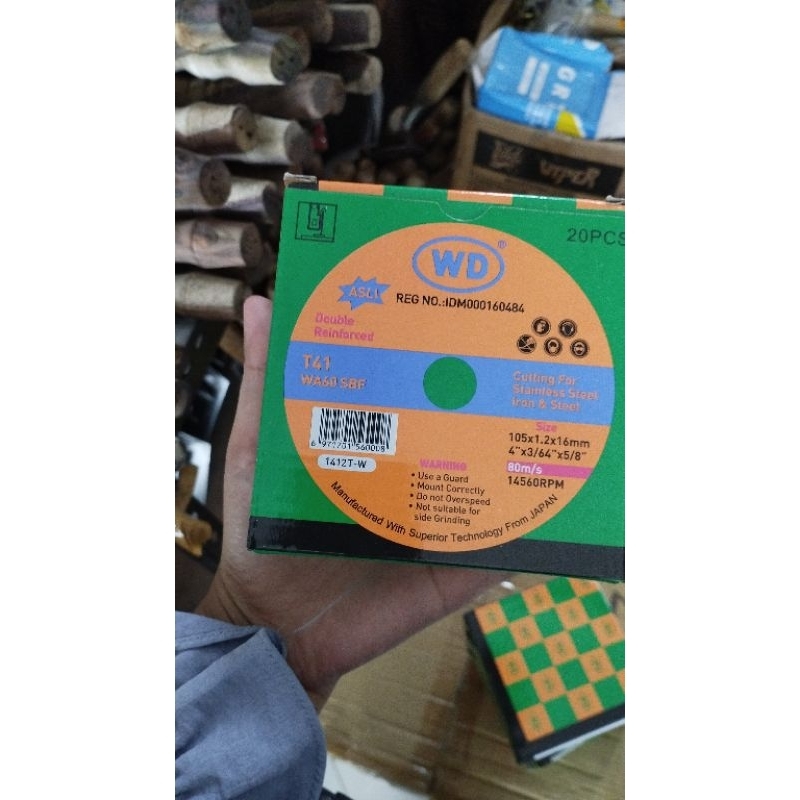 20PCS
WD®
ASLI
REG NO.:IDM000160484
Double
Reinforced
T41
WA60 SBF
Cutting For
Stainless Steel
Iron & Steel
Size
105x1.2x16mm
4"x3/64"x5/8"
80m/s
14560RPM
1412T-W
WARNING
• Use a Guard
• Mount Correctly
• Do not Overspeed
• Not suitable for
side Grinding
Manufactured With Superior Technology From JAPAN
VIPER